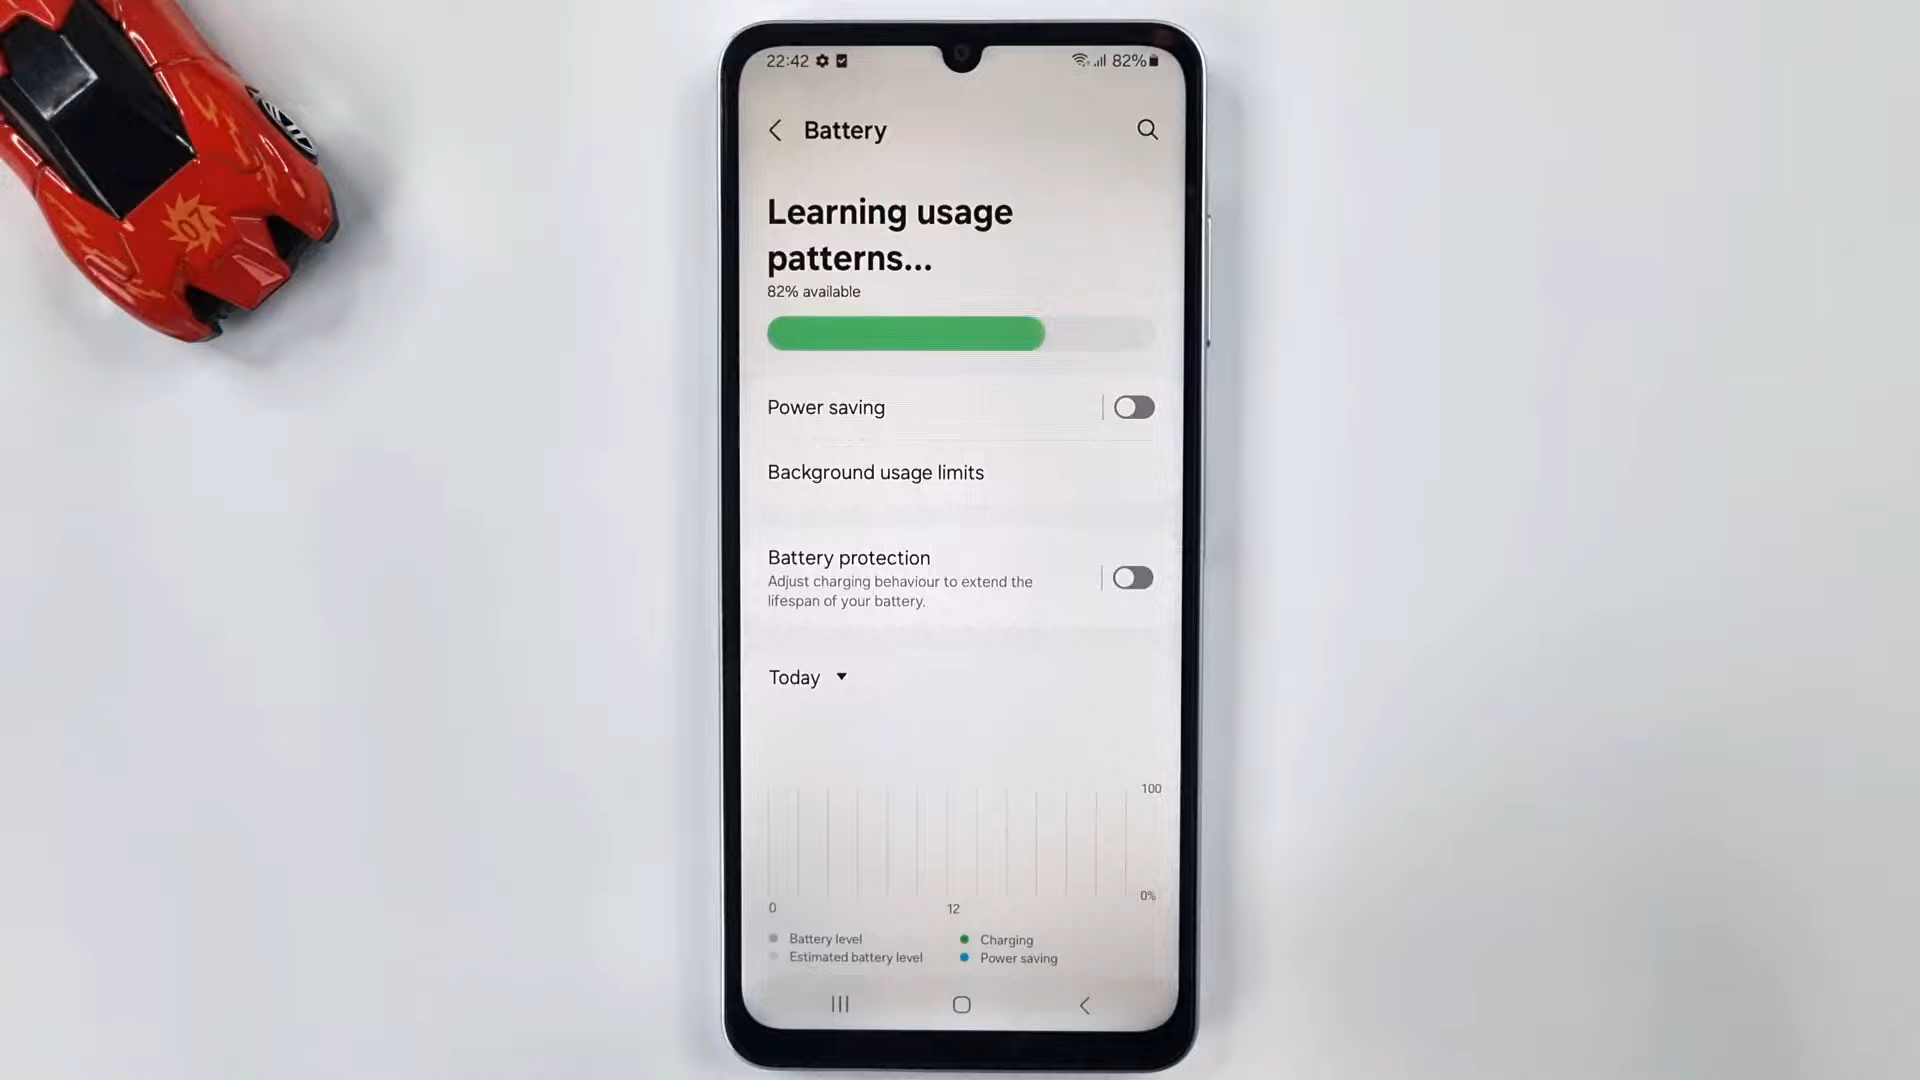 07
22:42 82%
Battery
Learning usage
patterns...
82% available
Power saving
Background usage limits
Battery protection
Adjust charging behaviour to extend the
lifespan of your battery.
Today
100
0%
0 12
Battery level Charging
Estimated battery level Power saving